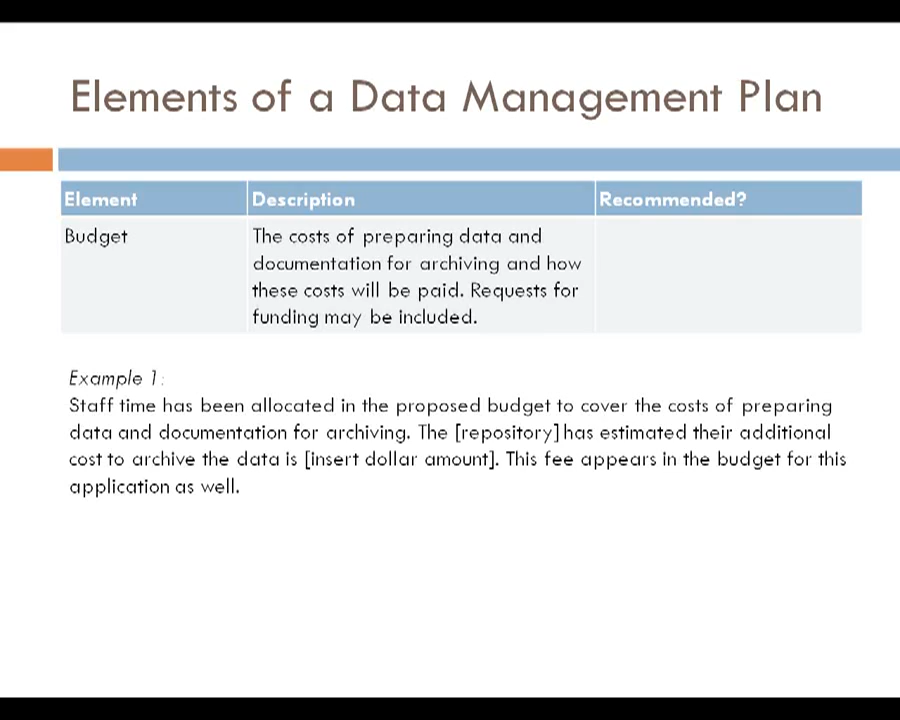 Elements of a Data Management Plan
Element Description Recommended?
Budget The costs of preparing data and
documentation for archiving and how
these costs will be paid. Requests for
funding may be included.
Example 1:
Staff time has been allocated in the proposed budget to cover the costs of preparing
data and documentation for archiving. The [repository] has estimated their additional
cost to archive the data is [insert dollar amount]. This fee appears in the budget for this
application as well.